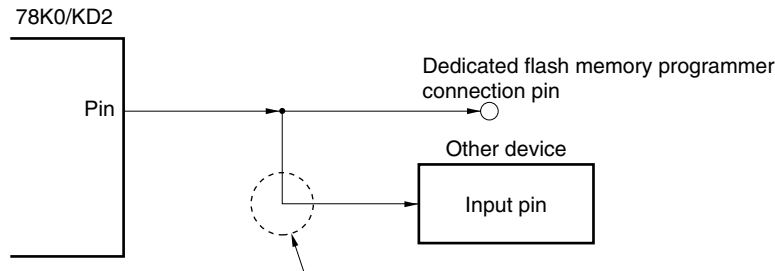 78K0/KD2
Pin
Dedicated flash memory programmer
connection pin
Other device
Input pin